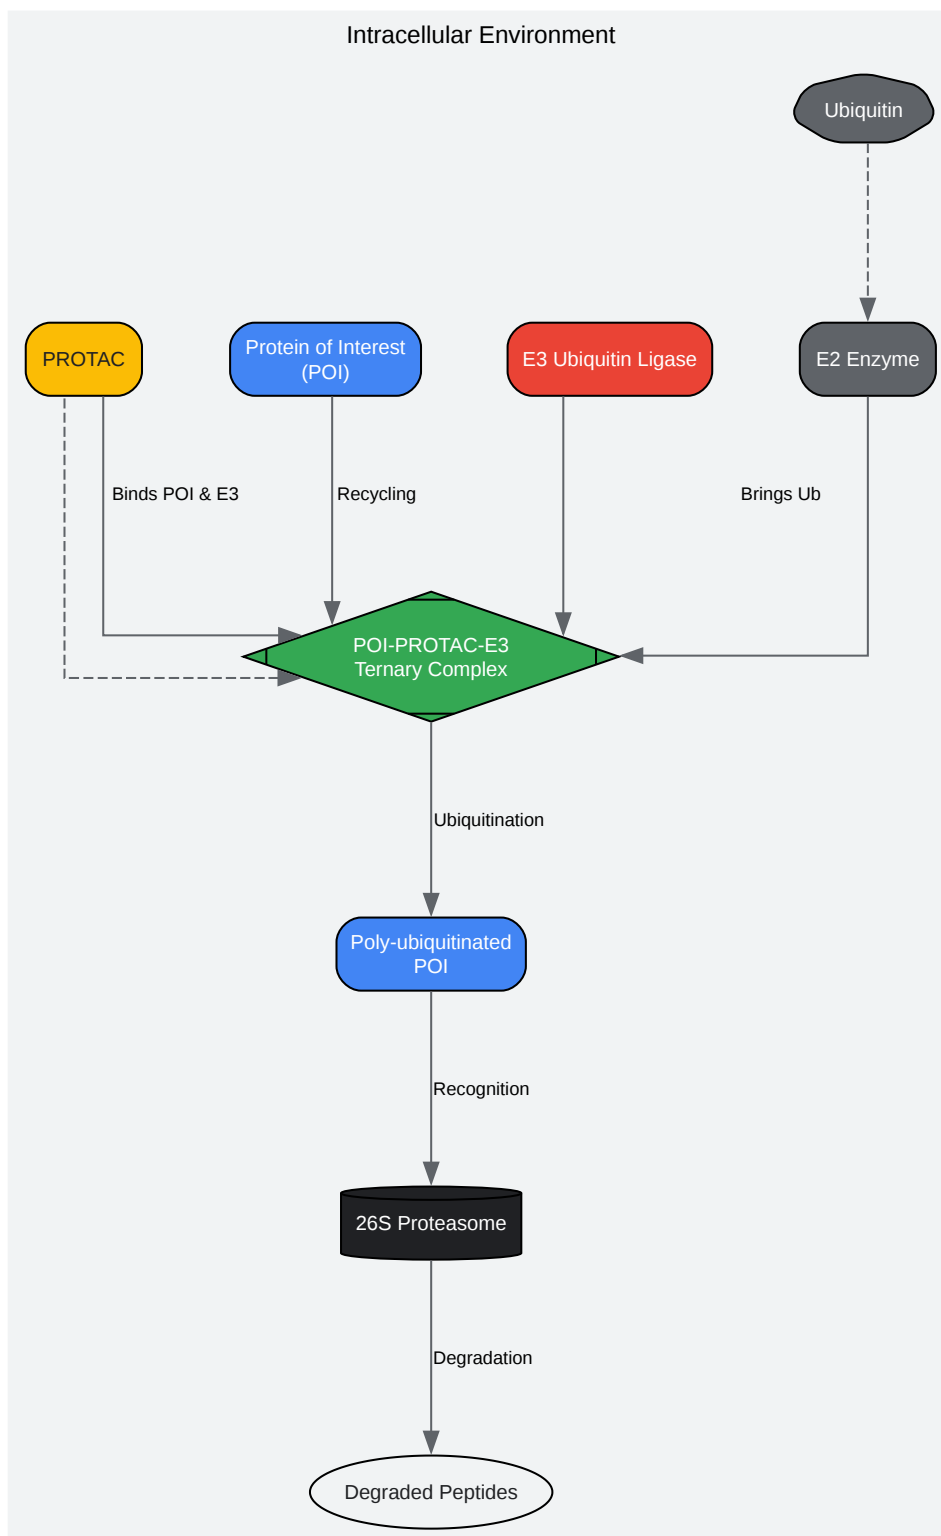 Intracellular Environment
Ubiquitin
PROTAC
Protein of Interest
(POI)
E3 Ubiquitin Ligase
E2 Enzyme
Binds POI & E3
Recycling
Brings Ub
POI-PROTAC-E3
Ternary Complex
Ubiquitination
Poly-ubiquitinated
POI
Recognition
26S Proteasome
Degradation
Degraded Peptides